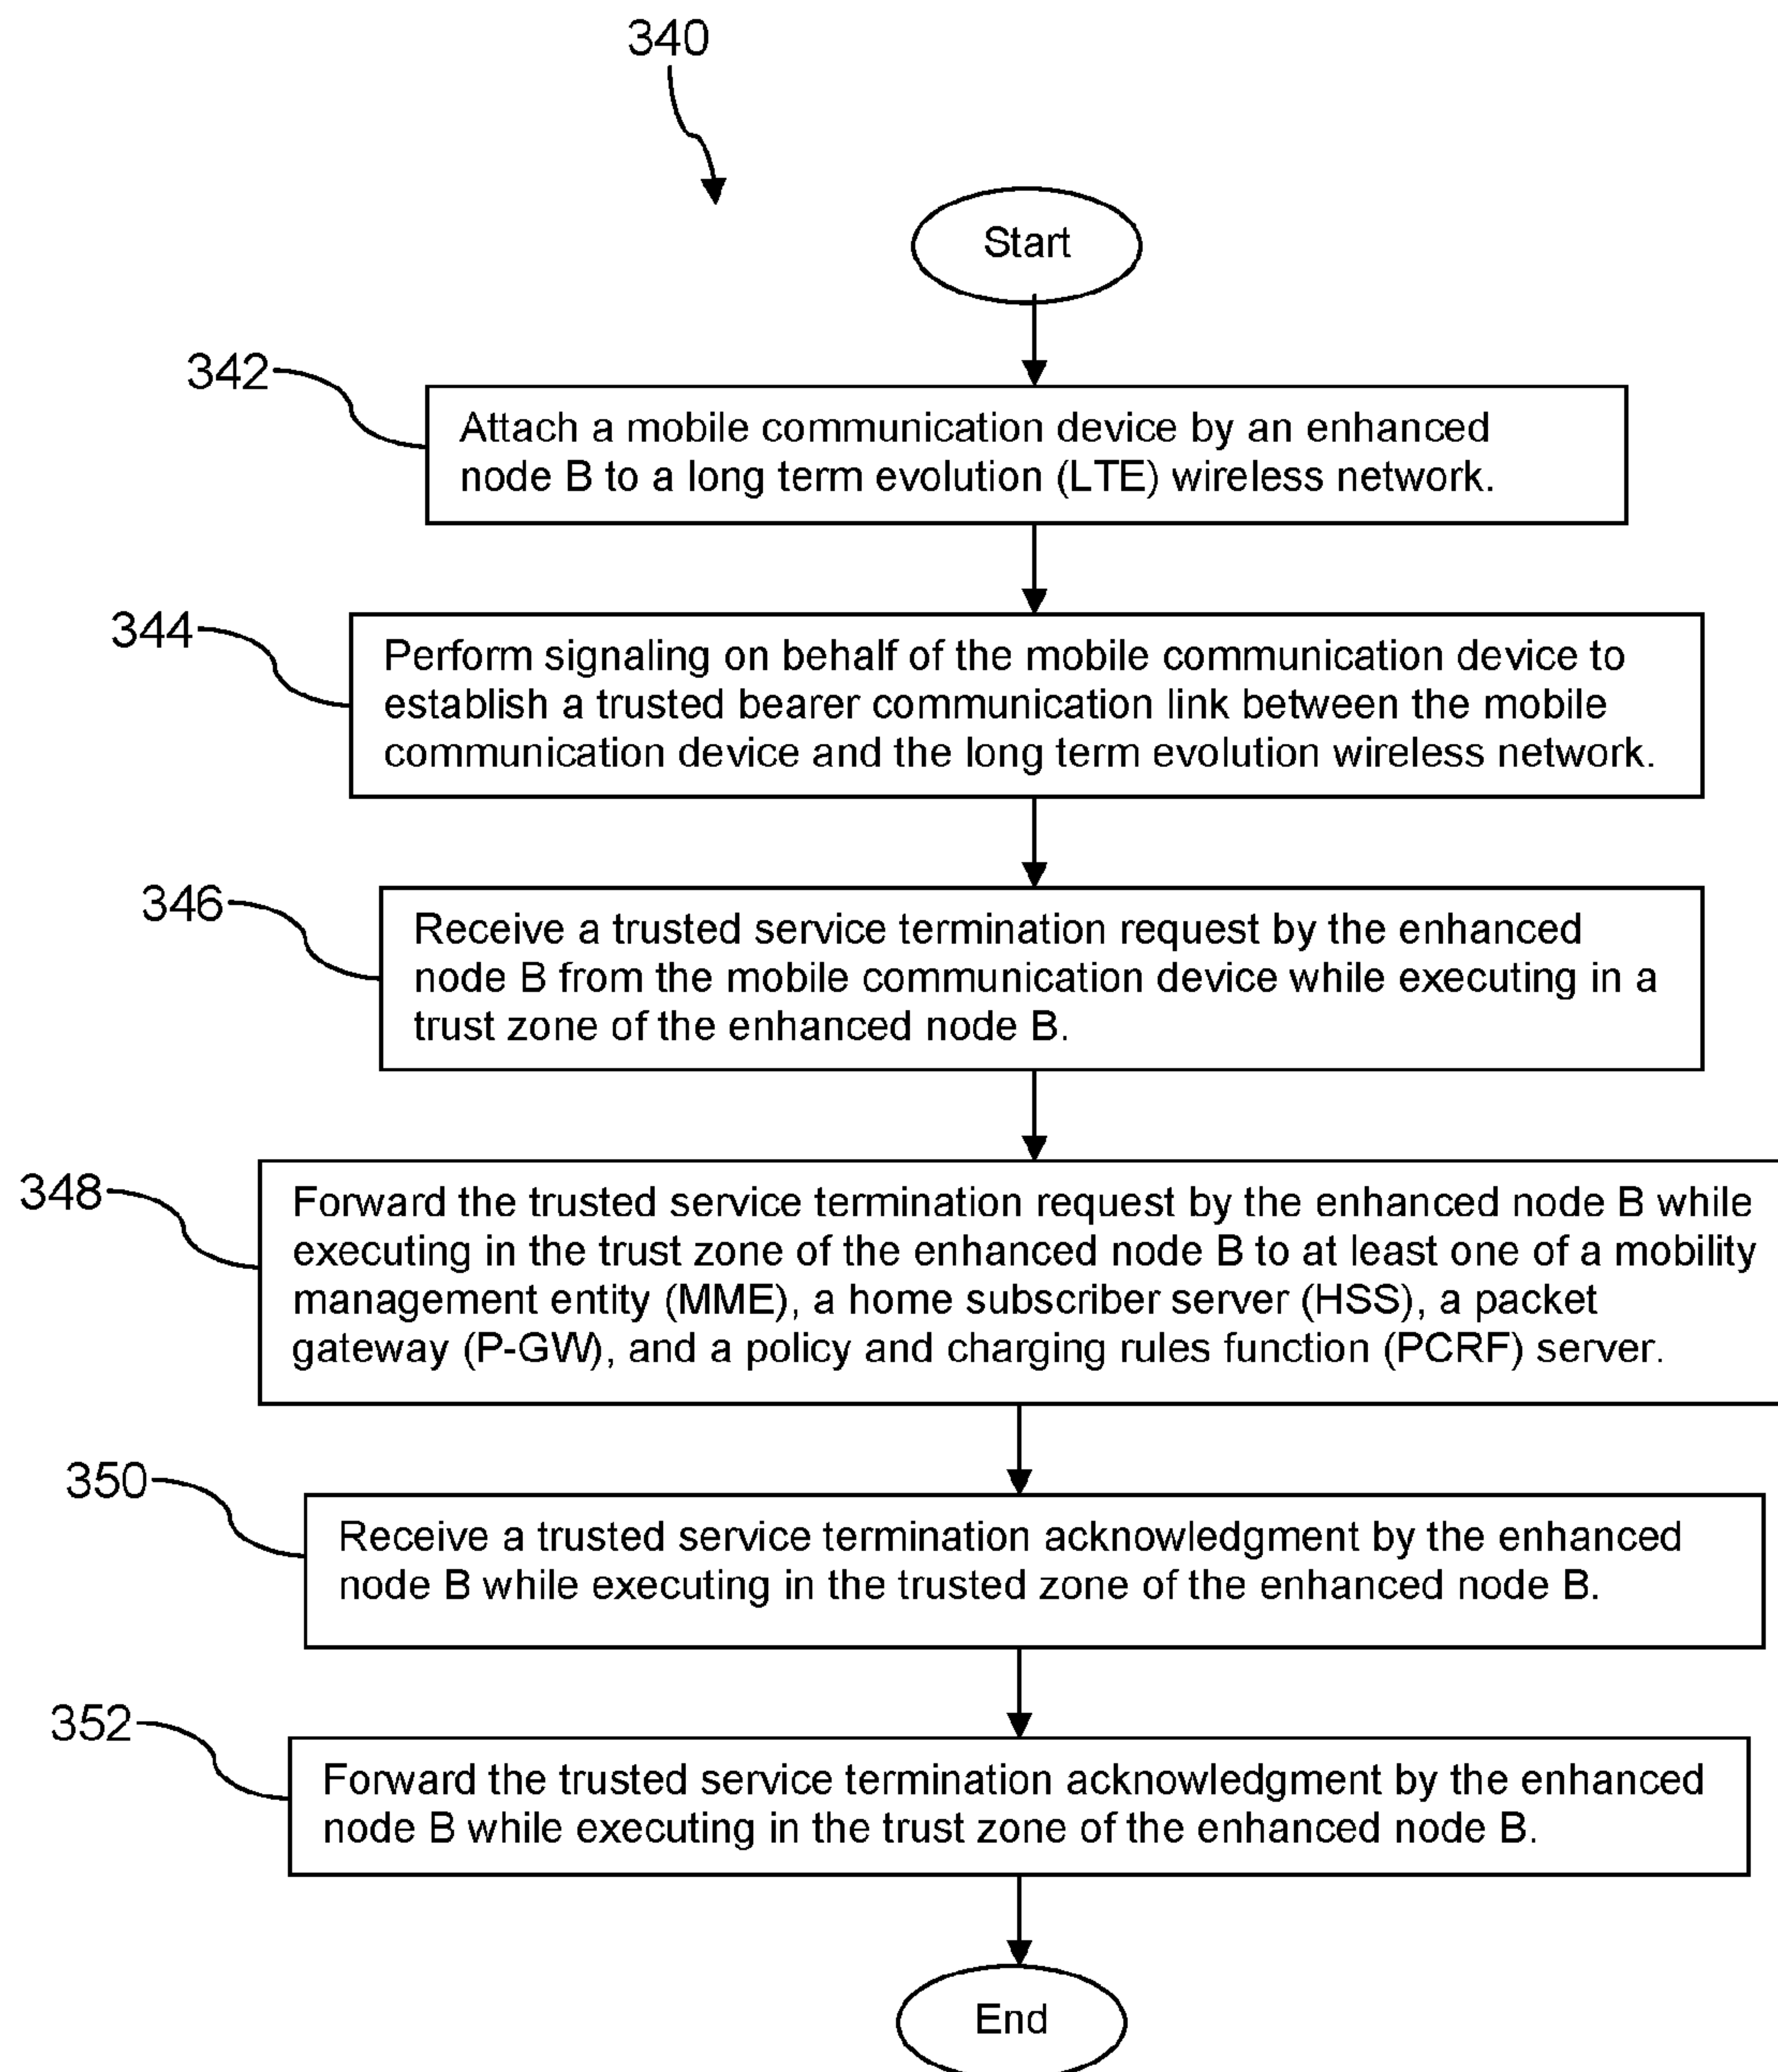 340
Start
342
Attach a mobile communication device by an enhanced
node B to a long term evolution (LTE) wireless network.
344
Perform signaling on behalf of the mobile communication device to
establish a trusted bearer communication link between the mobile
communication device and the long term evolution wireless network.
346
Receive a trusted service termination request by the enhanced
node B from the mobile communication device while executing in a
trust zone of the enhanced node B.
348
Forward the trusted service termination request by the enhanced node B while
executing in the trust zone of the enhanced node B to at least one of a mobility
management entity (MME), a home subscriber server (HSS), a packet
gateway (P-GW), and a policy and charging rules function (PCRF) server.
350
Receive a trusted service termination acknowledgment by the enhanced
node B while executing in the trusted zone of the enhanced node B.
352
Forward the trusted service termination acknowledgment by the enhanced
node B while executing in the trust zone of the enhanced node B.
End